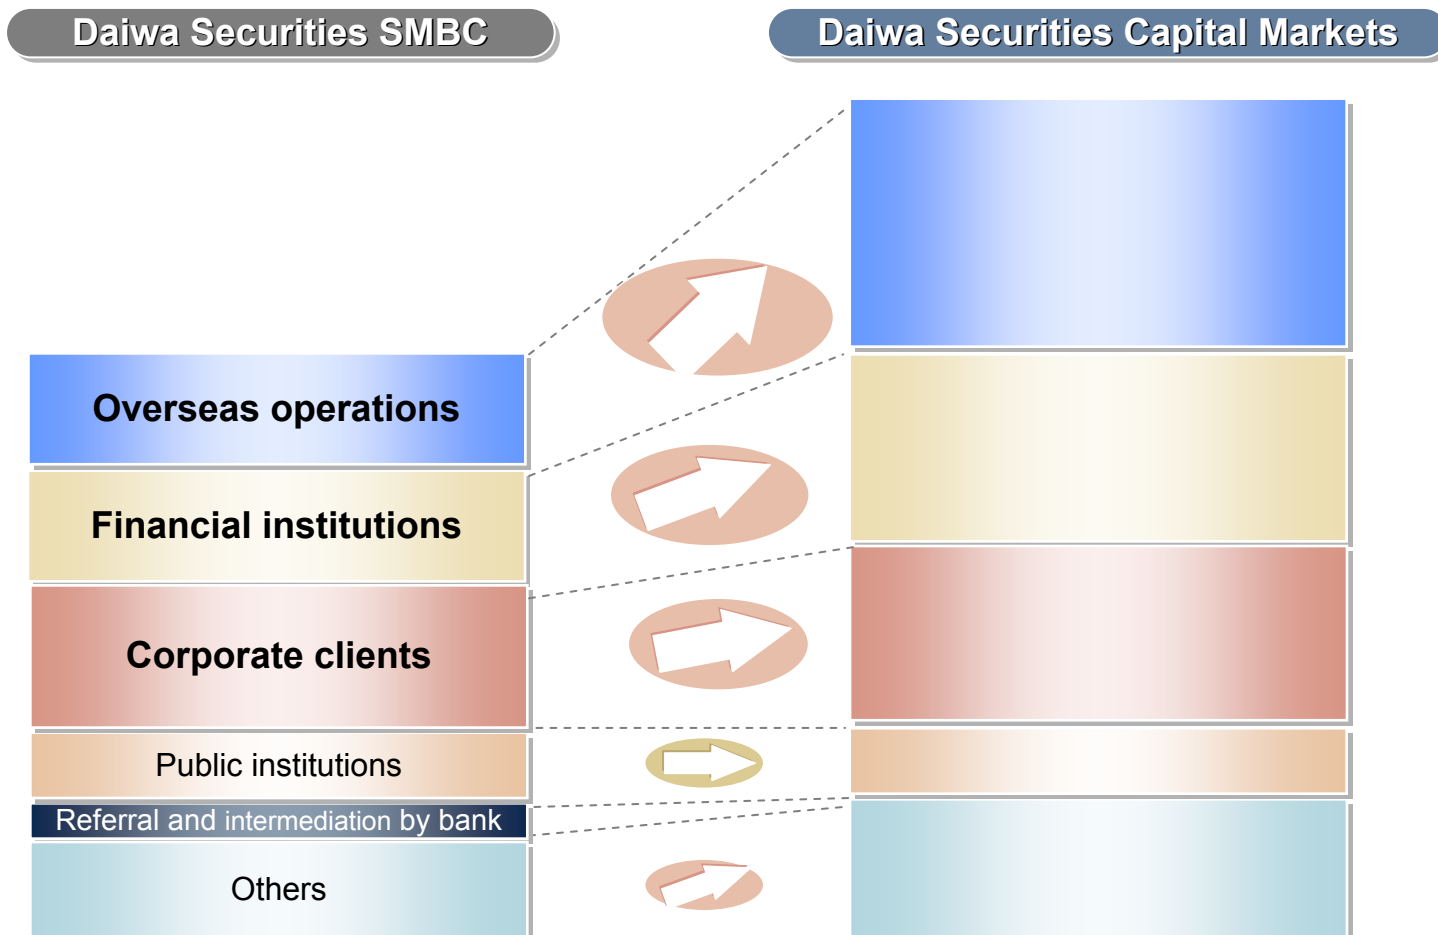 Daiwa Securities SMBC
Daiwa Securities Capital Markets
Overseas operations
Financial institutions
Corporate clients
Public institutions
Referral and intermediation by bank
Others